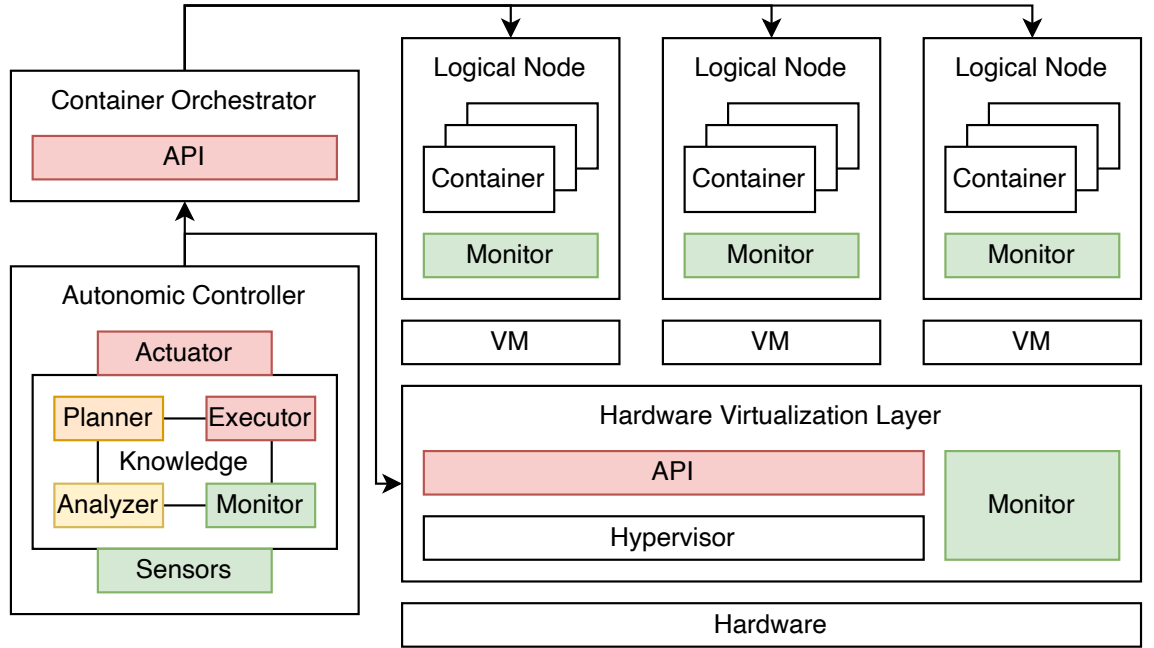 Container Orchestrator
API
Autonomic Controller
Actuator
Planner
Executor
Knowledge
Analyzer
Monitor
Sensors
Logical Node
Container
Monitor
VM
Logical Node
Container
Monitor
VM
Logical Node
Container
Monitor
VM
Hardware Virtualization Layer
API
Hypervisor
Monitor
Hardware